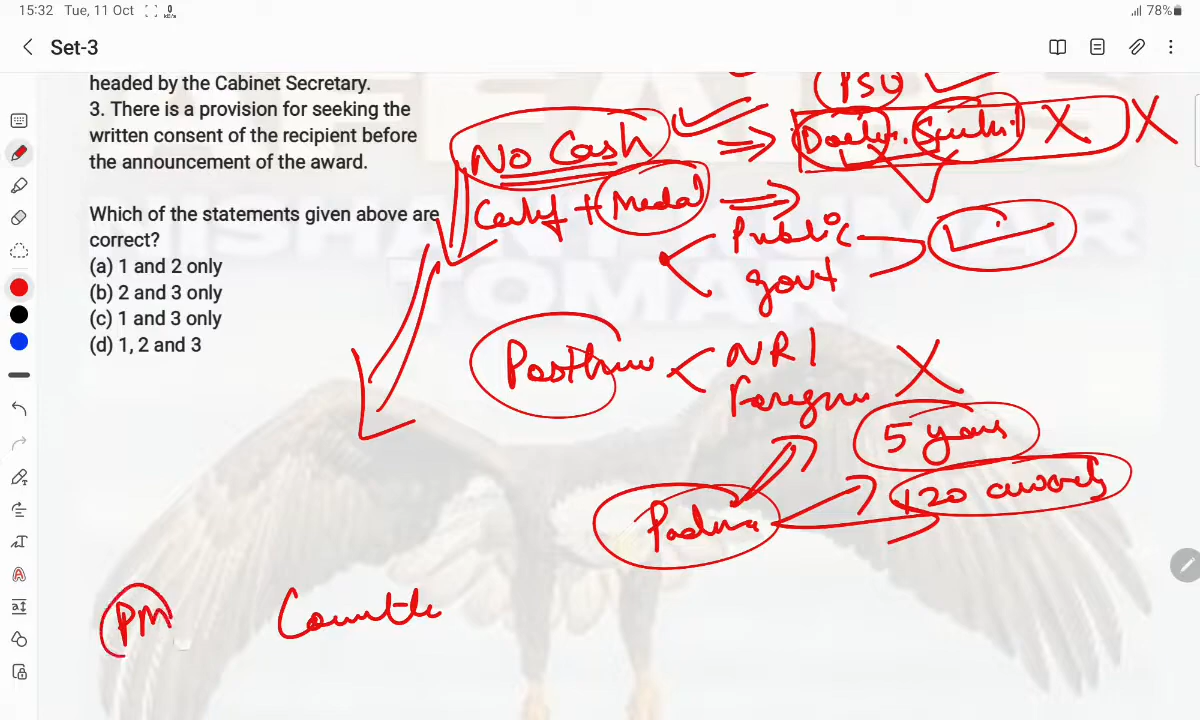 15:32 Tue, 11 Oct
78%
Set-3
headed by the Cabinet Secretary.
3. There is a provision for seeking the
written consent of the recipient before
the announcement of the award.
Which of the statements given above are
correct?
(a) 1 and 2 only
(b) 2 and 3 only
(c) 1 and 3 only
(d) 1, 2 and 3
PSU
No Cash
Medal
Public
govt
NRI
5 years
120 awards
Padma
PM
TOMAR